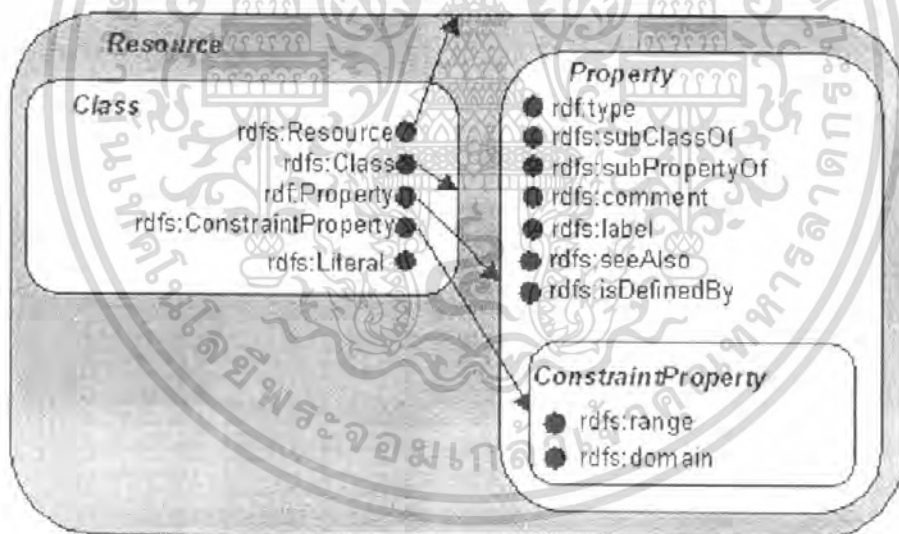 Resource
Class
rdfs:Resource
rdfs:Class
rdf:Property
rdfs:ConstraintProperty
rdfs:Literal
Property
rdf:type
rdfs:subClassOf
rdfs:subPropertyOf
rdfs:comment
rdfs:label
rdfs:seeAlso
rdfs:isDefinedBy
ConstraintProperty
rdfs:range
rdfs:domain